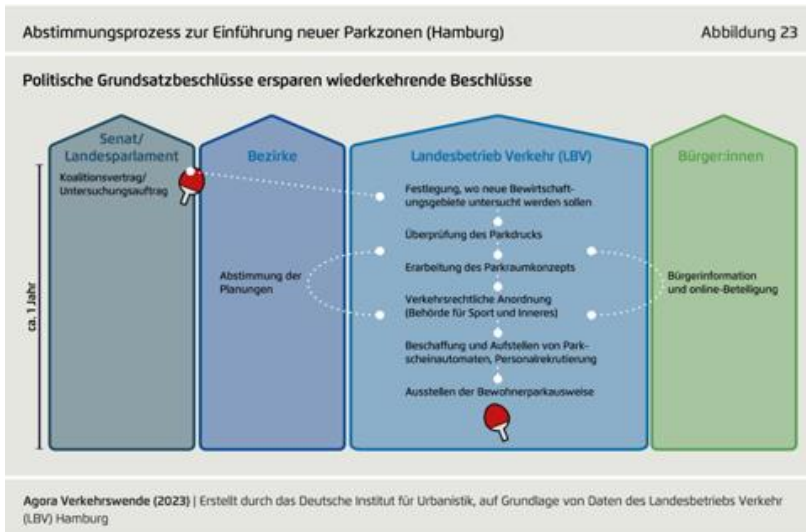 Abstimmungsprozess zur Einführung neuer Parkzonen (Hamburg)
Abbildung 23
Politische Grundsatzbeschlüsse ersparen wiederkehrende Beschlüsse
Senat/
Landesparlament
Koalitionsvertrag/
Untersuchungsauftrag
ca. 1 Jahr
Bezirke
Abstimmung der
Planungen
Landesbetrieb Verkehr (LBV)
Festlegung, wo neue Bewirtschaft-
ungsgebiete untersucht werden sollen
Überprüfung des Parkdrucks
Erarbeitung des Parkraumkonzepts
Verkehrsrechtliche Anordnung
(Behörde für Sport und Inneres)
Beschaffung und Aufstellen von Park-
scheinautomaten, Personalrekrutierung
Ausstellen der Bewohnerparkausweise
Bürger:innen
Bürgerinformation
und online-Beteiligung
Agora Verkehrswende (2023) | Erstellt durch das Deutsche Institut für Urbanistik, auf Grundlage von Daten des Landesbetriebs Verkehr
(LBV) Hamburg